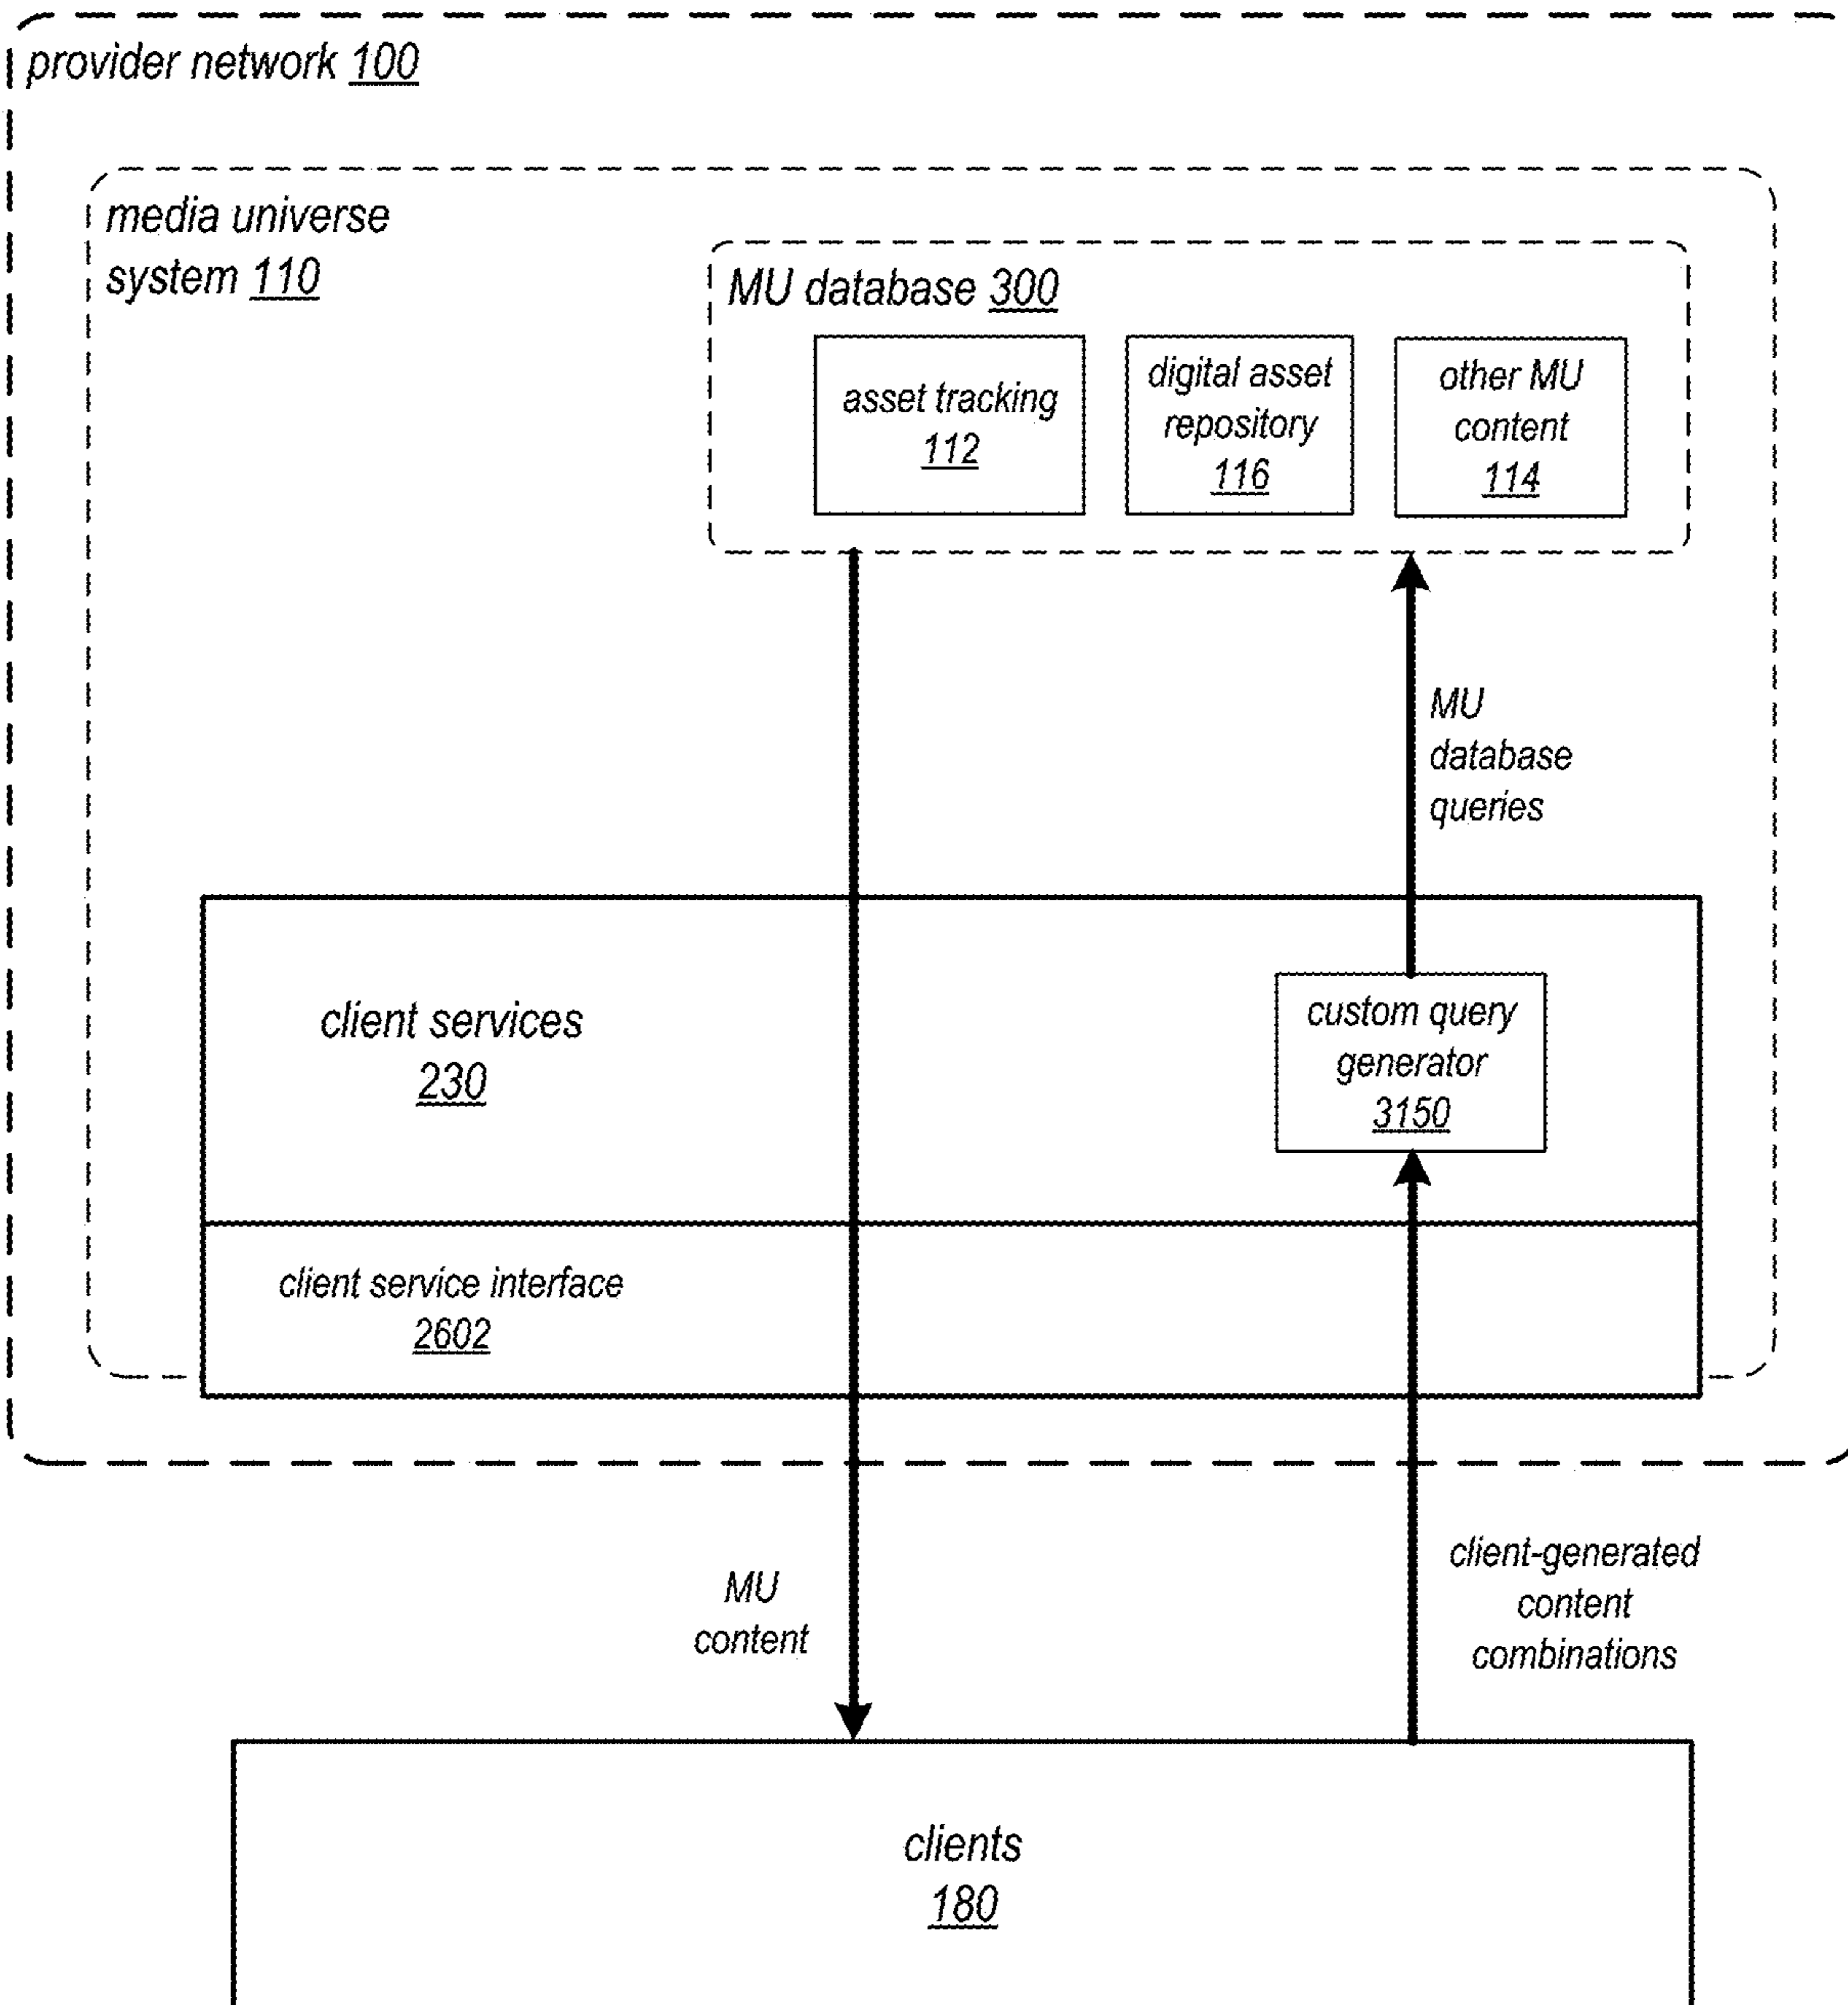 provider network 100
media universe
system 110
MU database 300
asset tracking
112
digital asset
repository
116
other MU
content
114
MU
database
queries
client services
230
custom query
generator
3150
client service interface
2602
MU
content
client-generated
content
combinations
clients
180